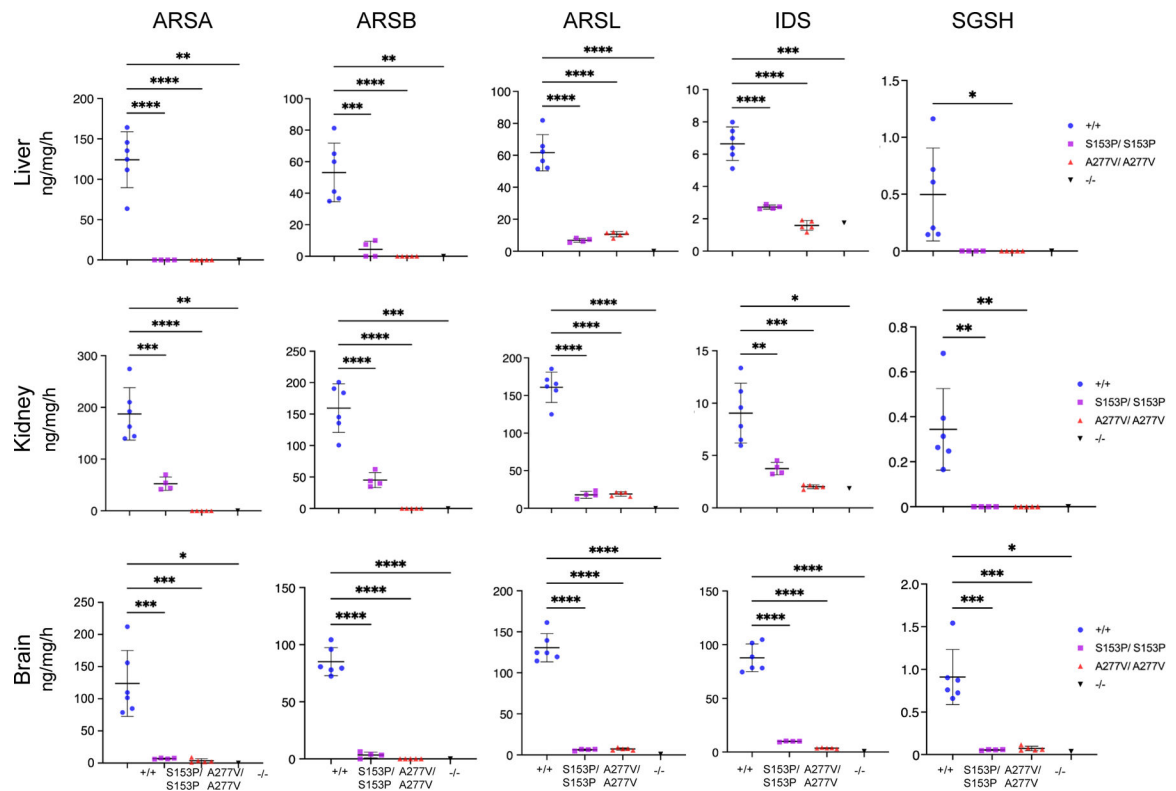 ARSA ARSB ARSL IDS SGSH
Liver
ng/mg/h
** ** **** *** *
**** **** **** ****
**** *** **** ****
200 100 100 8 1.5
150 80 80 6 1.0
100 60 60 4 0.5
50 40 40 2 0.0
0 20 20 0
0 0
+/+
S153P/ S153P
A277V/ A277V
-/-
Kidney
ng/mg/h
** *** **** * **
**** **** **** *** **
*** **** **** **
300 250 200 15 0.8
200 200 150 10 0.6
100 150 100 5 0.4
0 100 50 0 0.2
50 0 0.0
0
Brain
ng/mg/h
* **** **** **** *
*** **** **** **** ***
*** **** **** **** ***
250 150 200 150 2.0
200 100 150 100 1.5
150 50 100 50 1.0
100 0 50 0 0.5
50 0 0.0
0
+/+
S153P/ S153P
A277V/ A277V
-/-
+/+ S153P/ A277V/ -/- +/+ S153P/ A277V/ -/- +/+ S153P/ A277V/ -/- +/+ S153P/ A277V/ -/- +/+ S153P/ A277V/ -/-
S153P A277V S153P A277V S153P A277V S153P A277V S153P A277V